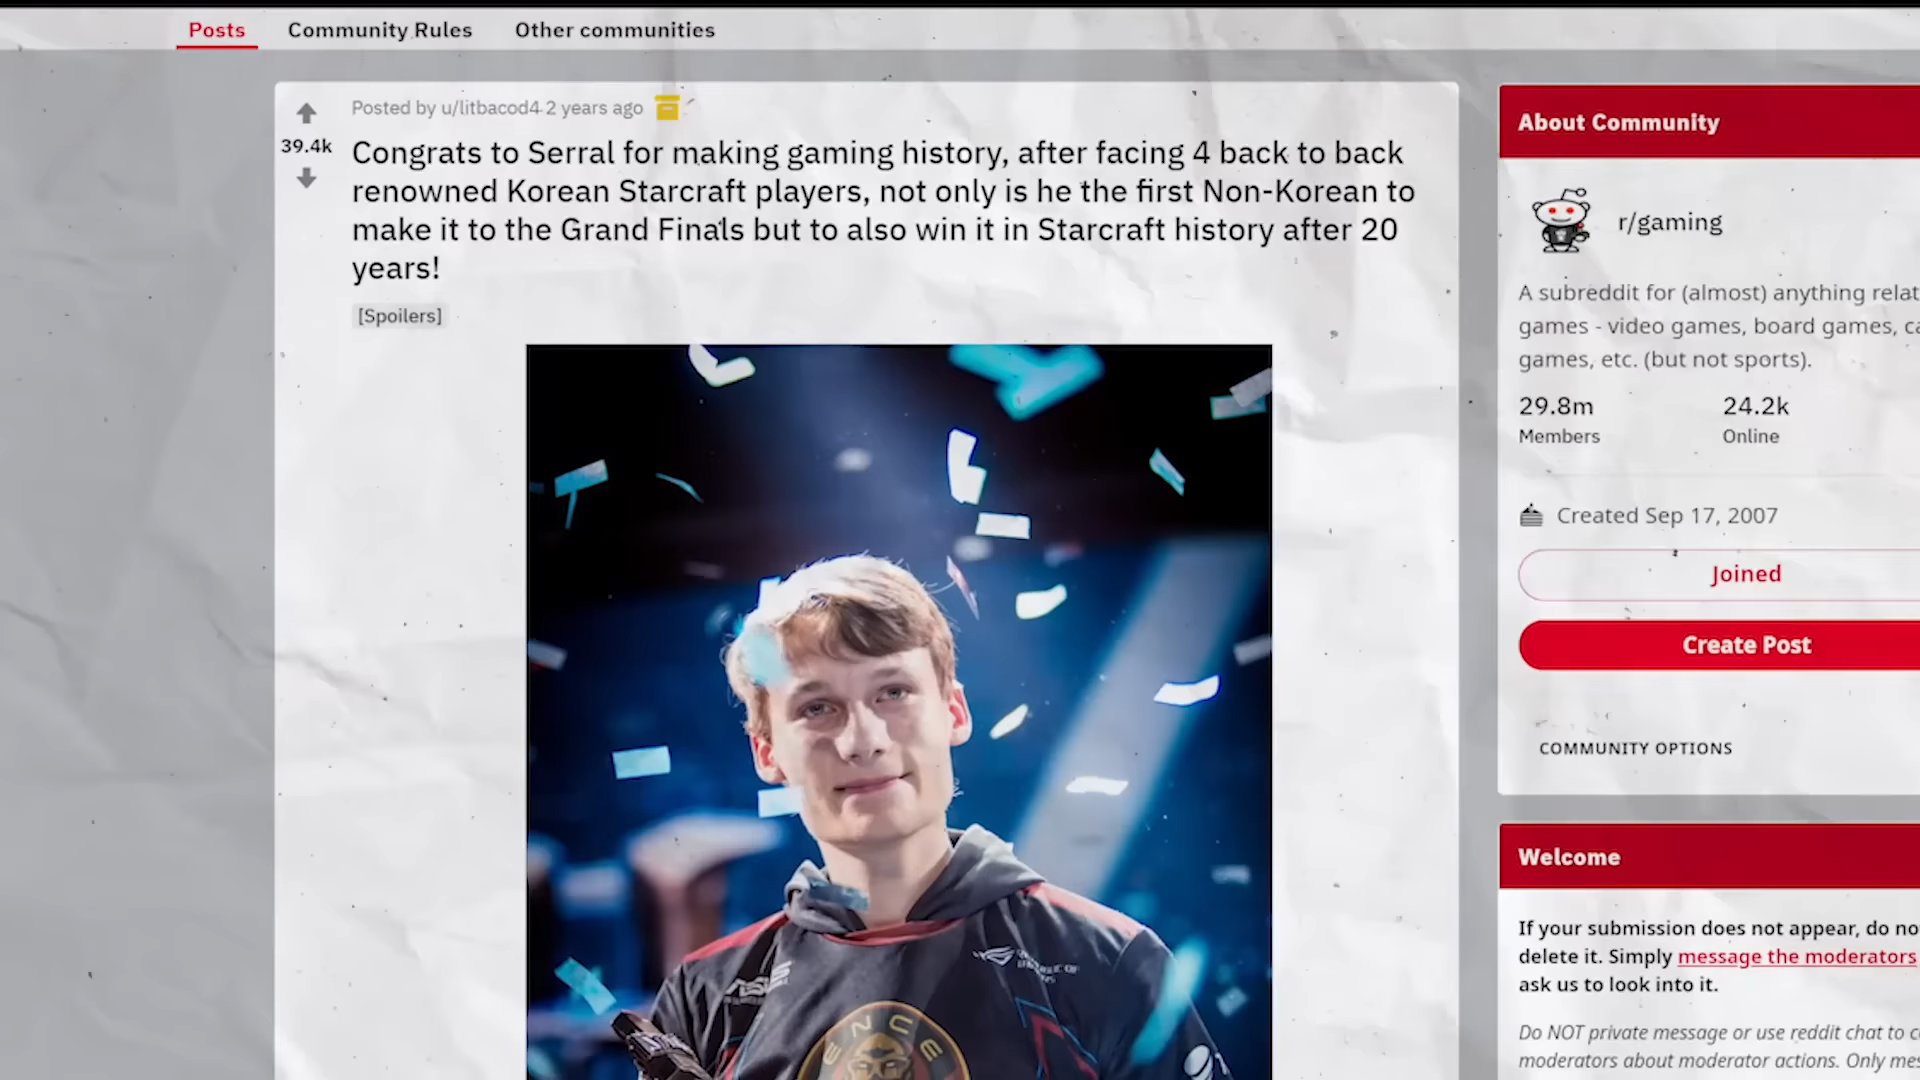 Posts Community Rules Other communities
Posted by u/litbacod4 2 years ago
39.4k
Congrats to Serral for making gaming history, after facing 4 back to back
renowned Korean Starcraft players, not only is he the first Non-Korean to
make it to the Grand Finals but to also win it in Starcraft history after 20
years!
[Spoilers]
ENCE
About Community
r/gaming
A subreddit for (almost) anything relat
games - video games, board games, ca
games, etc. (but not sports).
29.8m 24.2k
Members Online
Created Sep 17, 2007
Joined
Create Post
COMMUNITY OPTIONS
Welcome
If your submission does not appear, do no
delete it. Simply message the moderators
ask us to look into it.
Do NOT private message or use reddit chat to c
moderators about moderator actions. Only mes